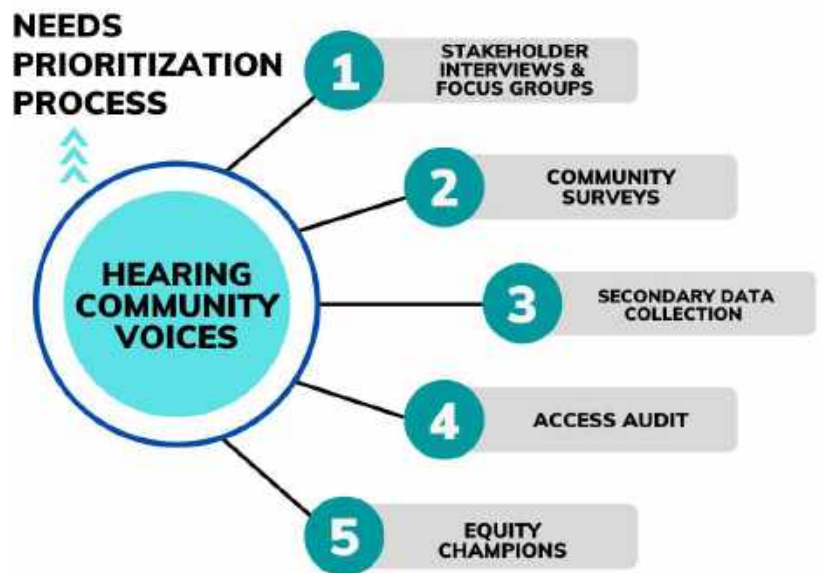 NEEDS
PRIORITIZATION
PROCESS
HEARING
COMMUNITY
VOICES
1
STAKEHOLDER
INTERVIEWS &
FOCUS GROUPS
2
COMMUNITY
SURVEYS
3
SECONDARY DATA
COLLECTION
4
ACCESS AUDIT
5
EQUITY
CHAMPIONS